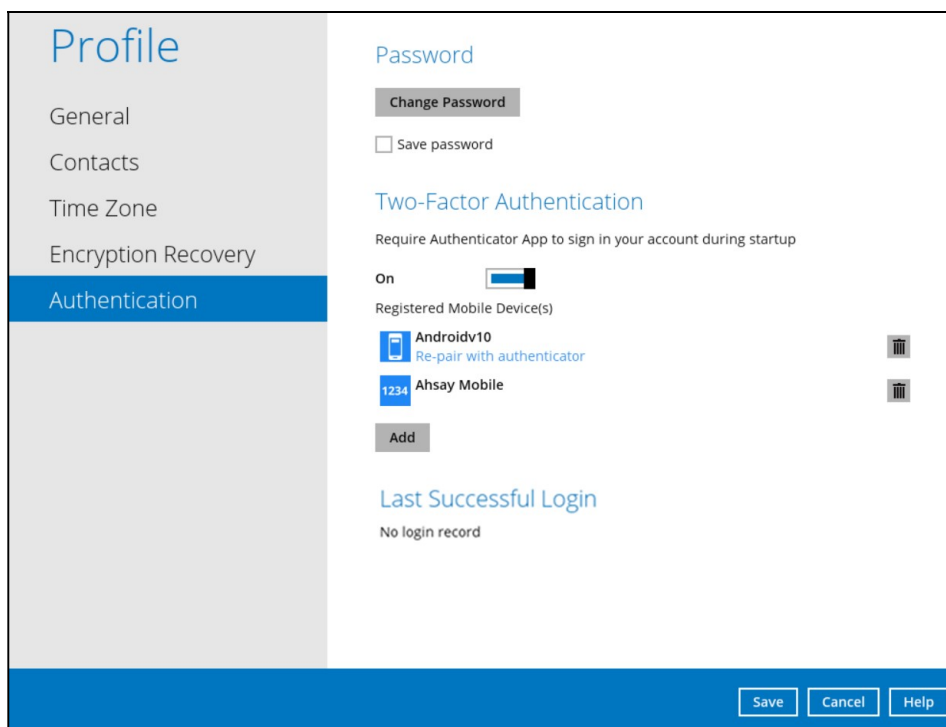 Profile
General
Contacts
Time Zone
Encryption Recovery
Authentication
Password
Change Password
Save password
Two-Factor Authentication
Require Authenticator App to sign in your account during startup
On
Registered Mobile Device(s)
Androidv10
Re-pair with authenticator
1234 Ahsay Mobile
Add
Last Successful Login
No login record
Save Cancel Help